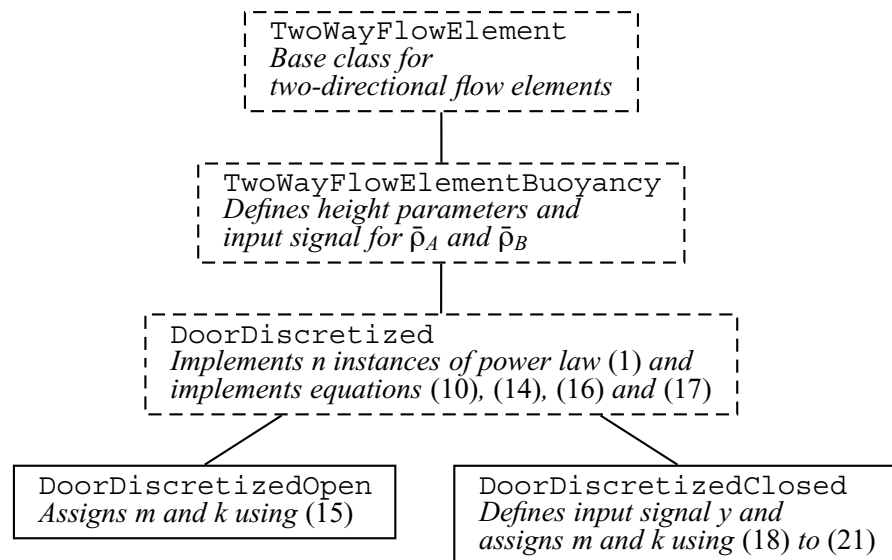 TwoWayFlowElement
Base class for
two-directional flow elements
TwoWayFlowElementBuoyancy
Defines height parameters and
input signal for ρ̄A and ρ̄B
DoorDiscretized
Implements n instances of power law (1) and
implements equations (10), (14), (16) and (17)
DoorDiscretizedOpen
Assigns m and k using (15)
DoorDiscretizedClosed
Defines input signal y and
assigns m and k using (18) to (21)